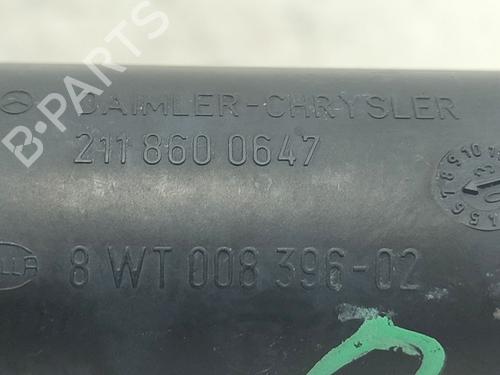 B-PARTS
DAIMLER-CHRYSLER
211 860 0647
8 WT 008 396-02